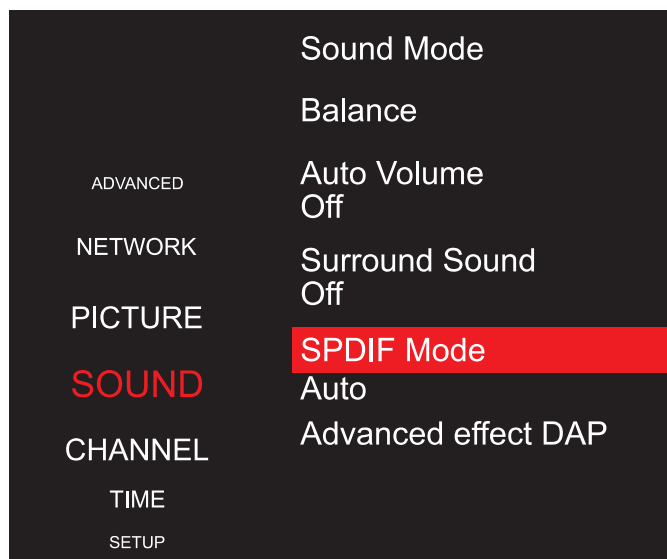 ADVANCED
NETWORK
PICTURE
SOUND
CHANNEL
TIME
SETUP
Sound Mode
Balance
Auto Volume
Off
Surround Sound
Off
SPDIF Mode
Auto
Advanced effect DAP